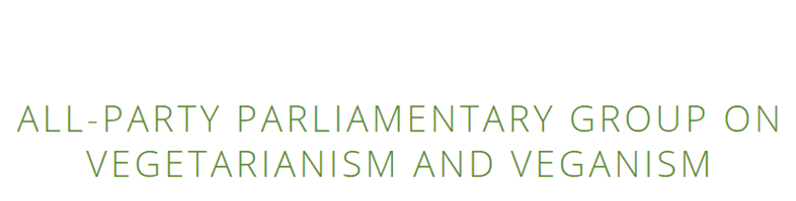 ALL-PARTY PARLIAMENTARY GROUP ON
VEGETARIANISM AND VEGANISM